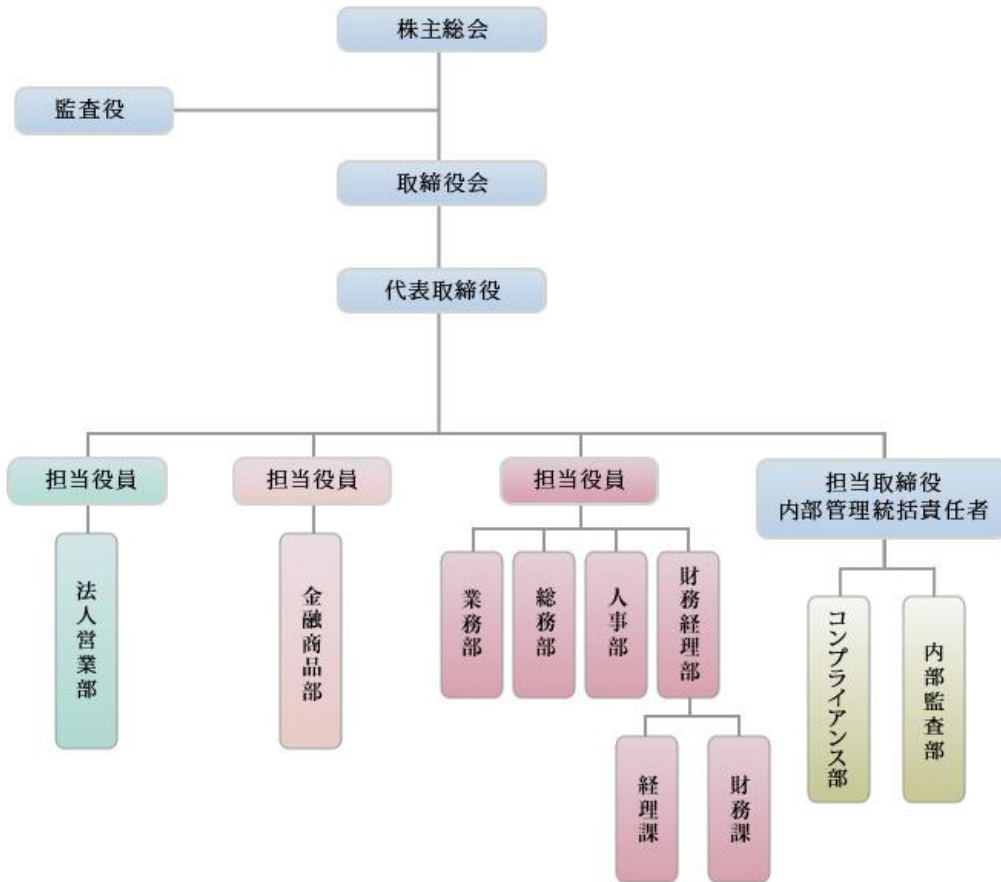 株主総会
監査役
取締役会
代表取締役
担当役員
担当役員
担当役員
担当取締役
内部管理統括責任者
法人営業部
金融商品部
業務部
総務部
人事部
財務経理部
コンプライアンス部
内部監査部
経理課
財務課